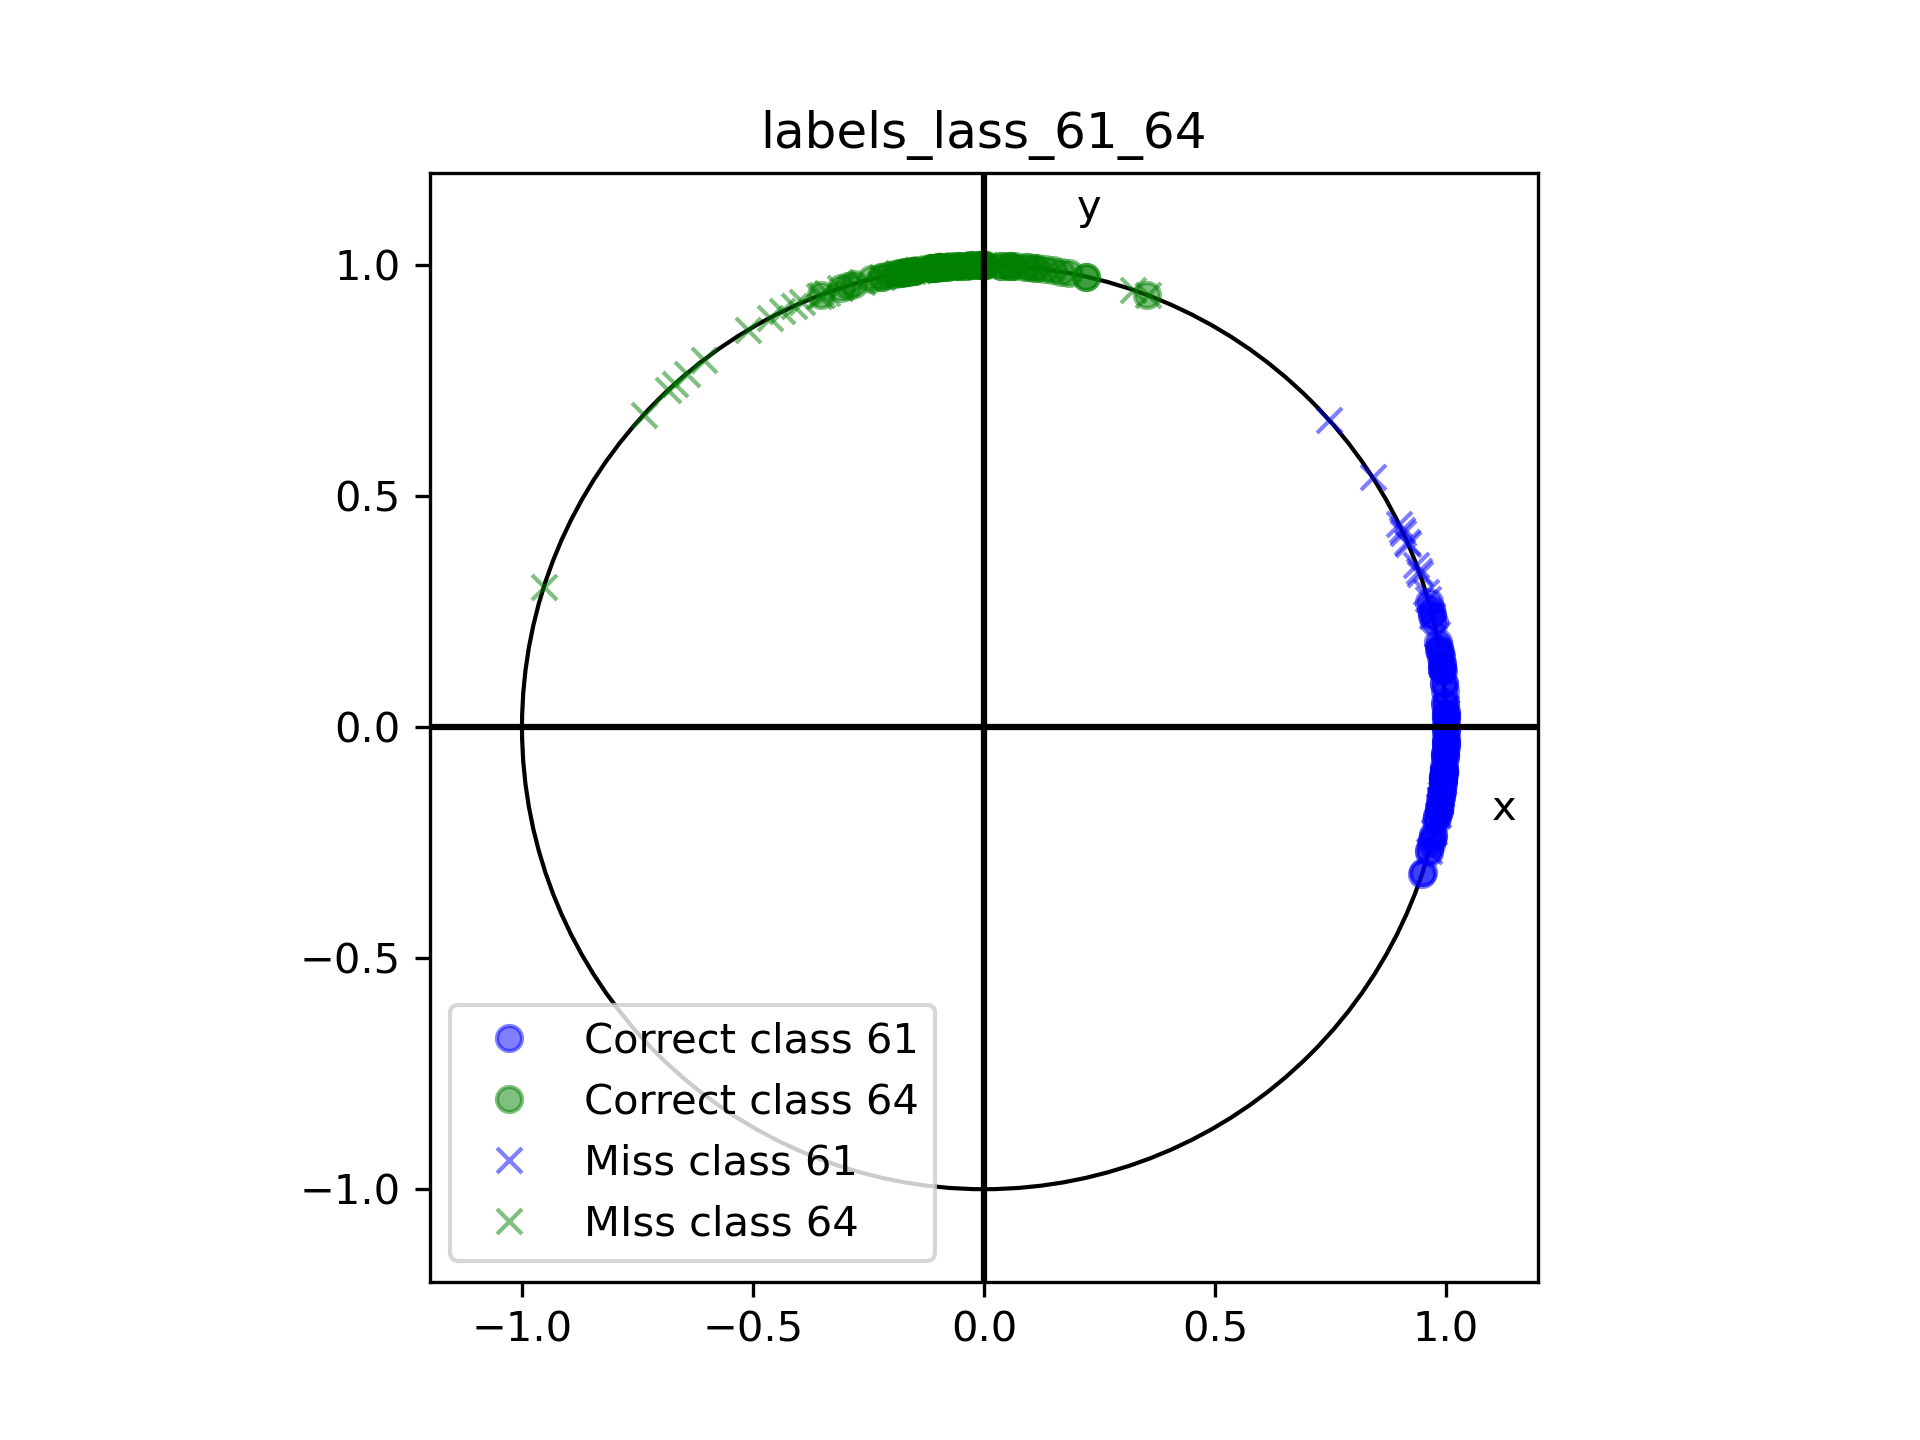 labels_lass_61_64
y
1.0
0.5
0.0
x
−0.5
−1.0
Correct class 61
Correct class 64
Miss class 61
MIss class 64
−1.0 −0.5 0.0 0.5 1.0